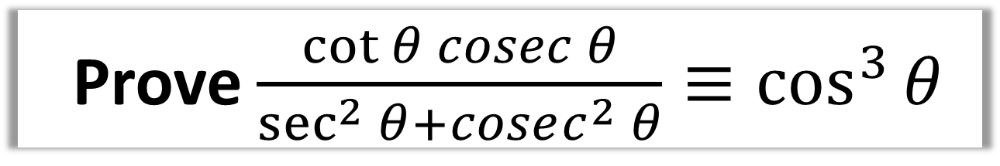 Prove cot θ cosec θ / sec² θ+cosec² θ ≡ cos³ θ